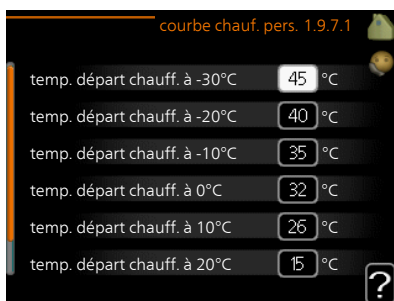 courbe chauf. pers. 1.9.7.1
temp. départ chauff. à -30°C 45 °C
temp. départ chauff. à -20°C 40 °C
temp. départ chauff. à -10°C 35 °C
temp. départ chauff. à 0°C 32 °C
temp. départ chauff. à 10°C 26 °C
temp. départ chauff. à 20°C 15 °C
?